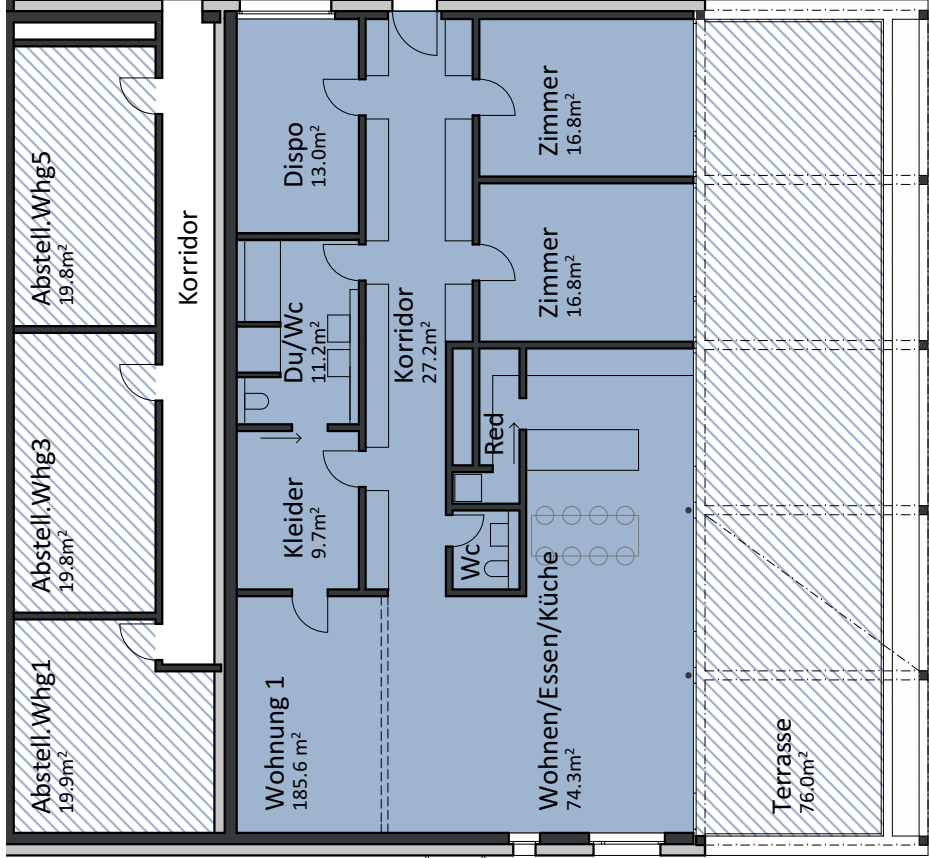 Abstell.Whg1
19.9m²
Abstell.Whg3
19.8m²
Abstell.Whg5
19.8m²
Korridor
Wohnung 1
185.6 m²
Kleider
9.7m²
Du/Wc
11.2m²
Dispo
13.0m²
Korridor
27.2m²
Wc
Red
Wohnen/Essen/Küche
74.3m²
Zimmer
16.8m²
Zimmer
16.8m²
Terrasse
76.0m²